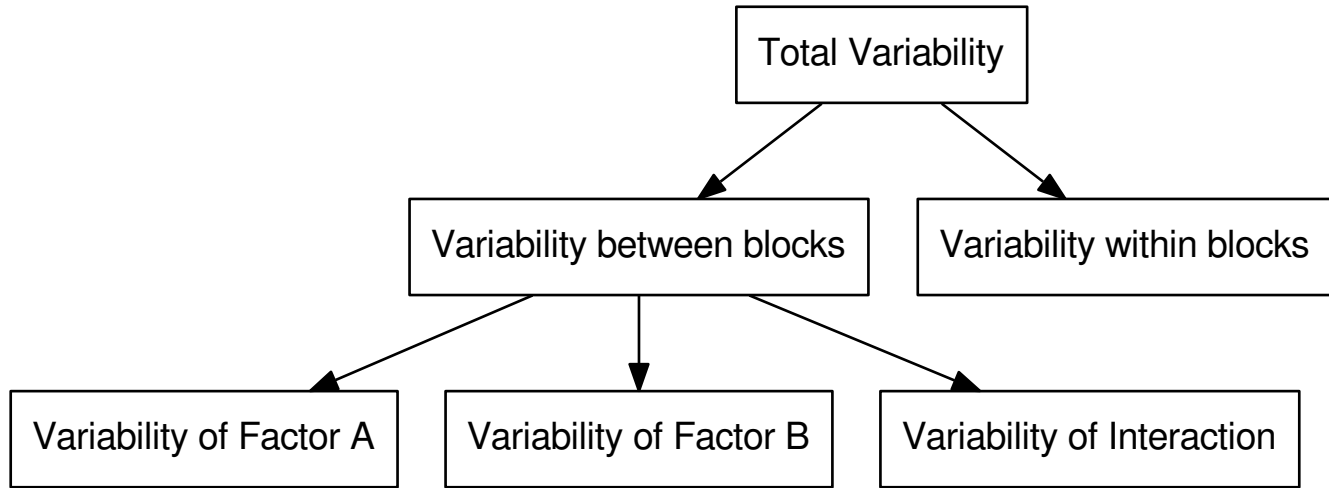 Total Variability
Variability between blocks
Variability within blocks
Variability of Factor A
Variability of Factor B
Variability of Interaction